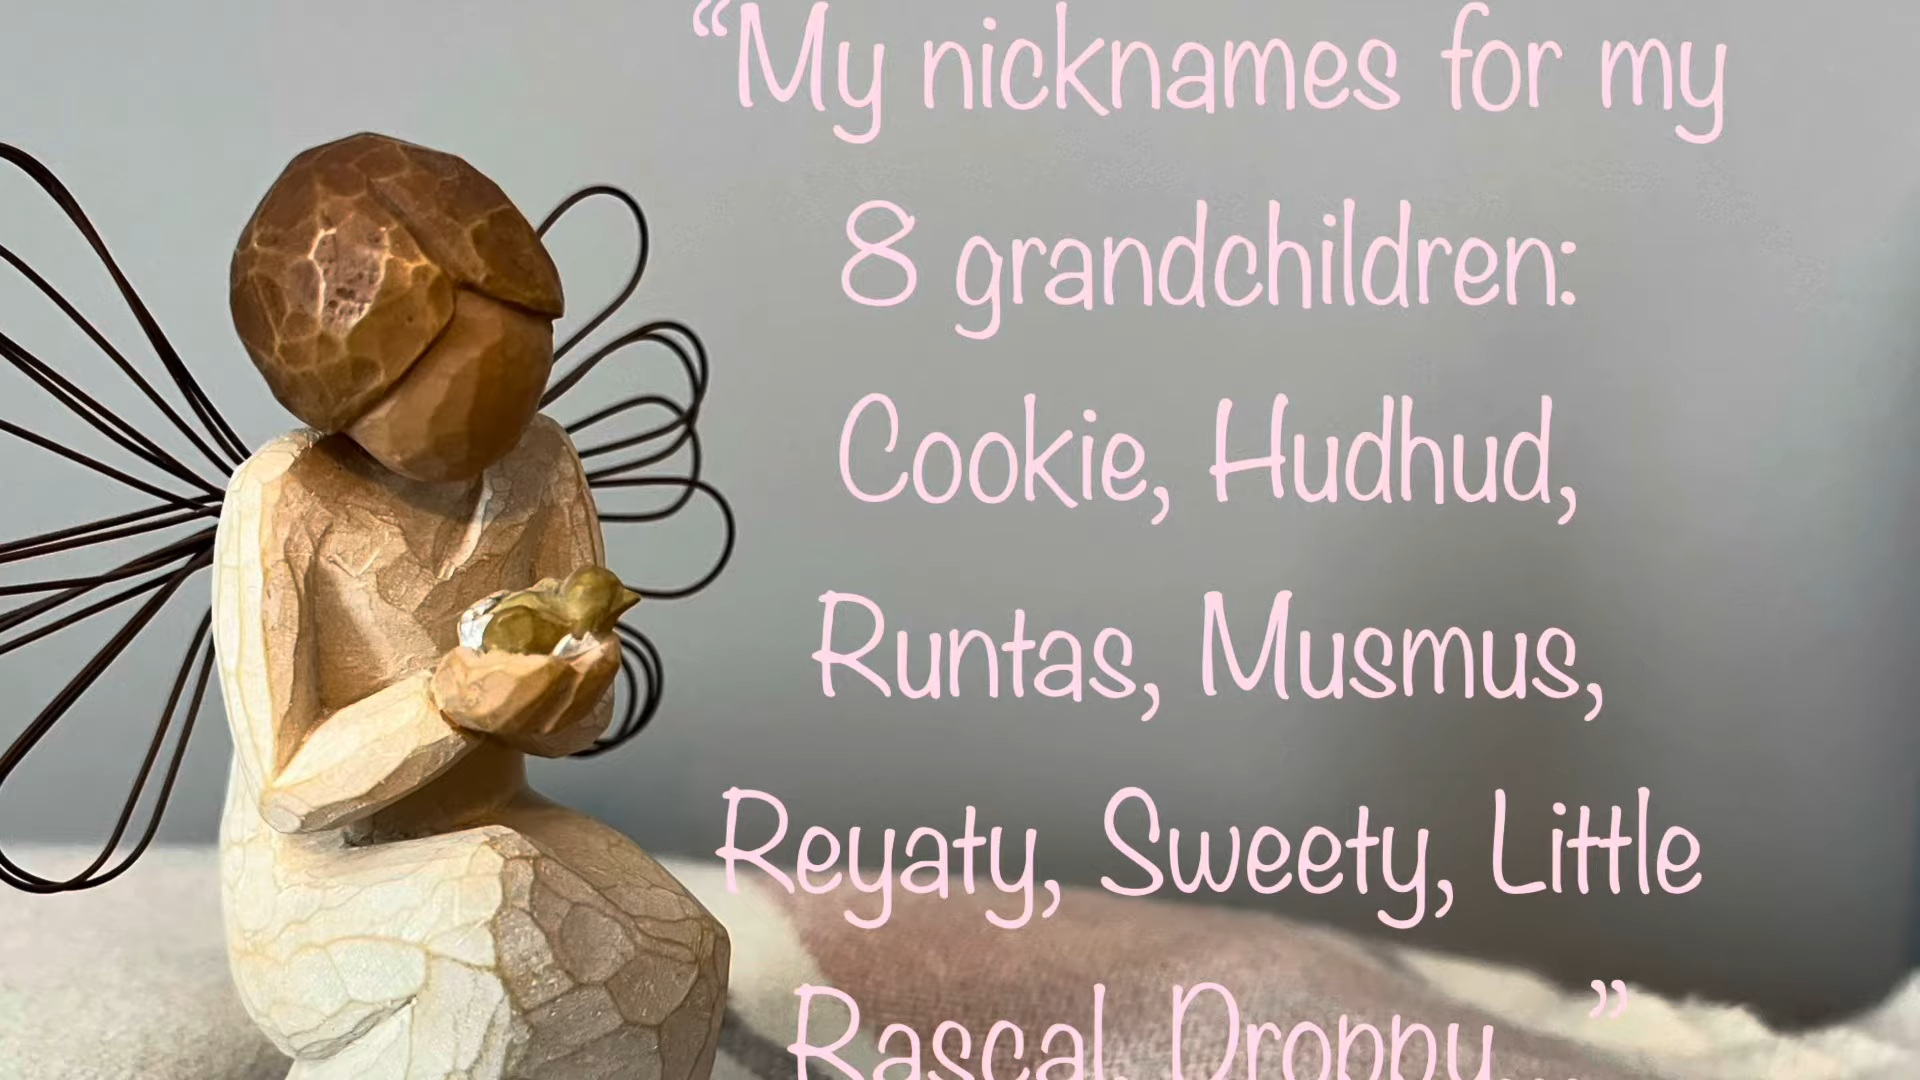 “My nicknames for my
8 grandchildren:
Cookie, Hudhud,
Runtas, Musmus,
Reyaty, Sweety, Little
Rascal, Droppy...”